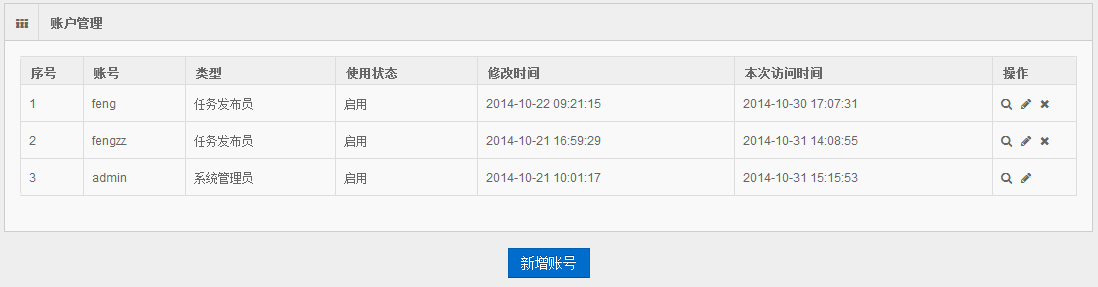 账户管理
序号 账号 类型 使用状态 修改时间 本次访问时间 操作
1 feng 任务发布员 启用 2014-10-22 09:21:15 2014-10-30 17:07:31
2 fengzz 任务发布员 启用 2014-10-21 16:59:29 2014-10-31 14:08:55
3 admin 系统管理员 启用 2014-10-21 10:01:17 2014-10-31 15:15:53
新增账号